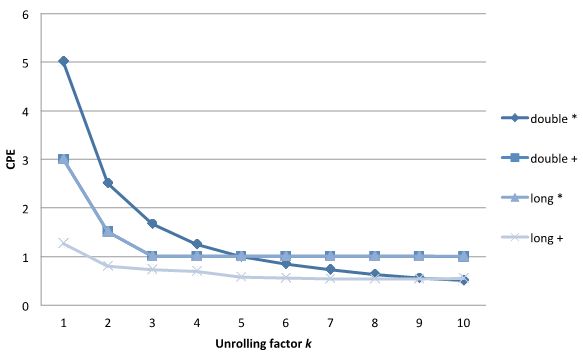 6
5
4
3
2
1
0
CPE
1 2 3 4 5 6 7 8 9 10
Unrolling factor k
double *
double +
long *
long +